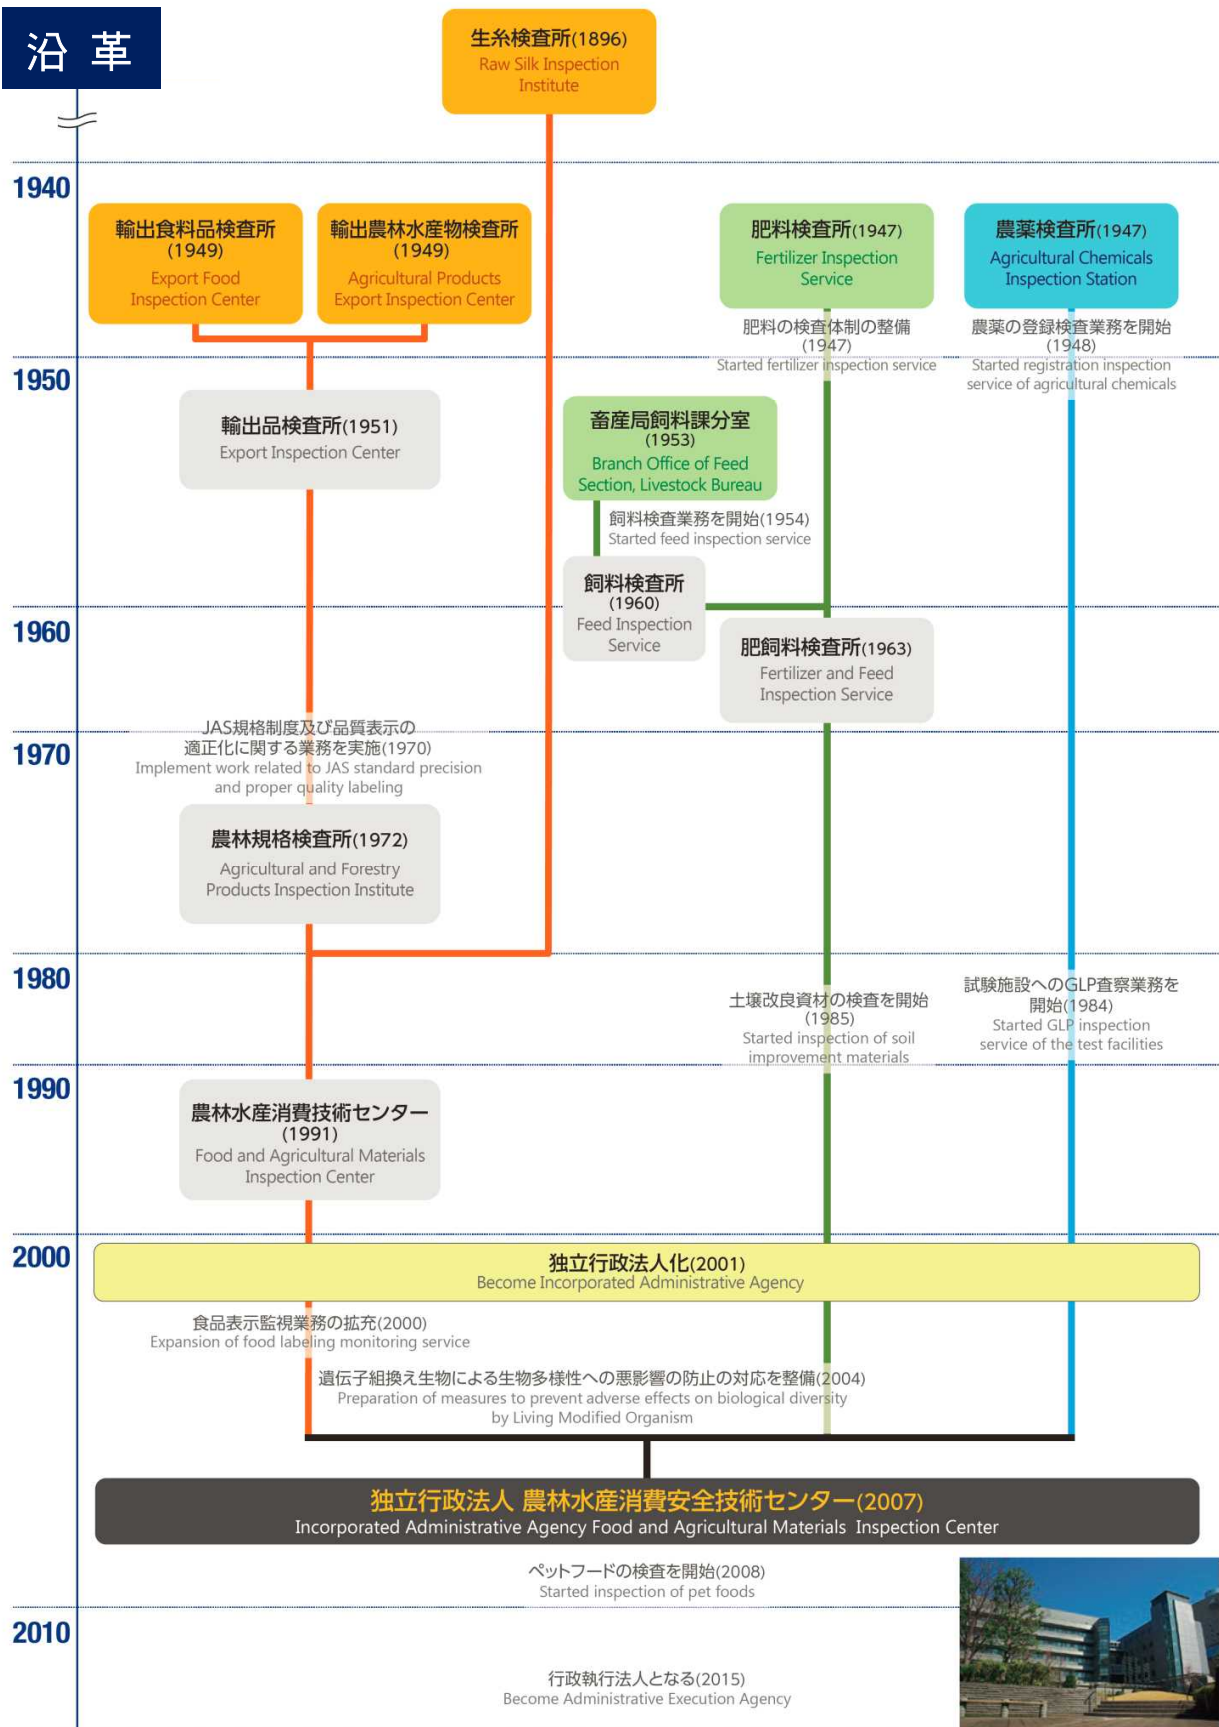 沿 革
生糸検査所(1896)
Raw Silk Inspection
Institute
1940
輸出食料品検査所
(1949)
Export Food
Inspection Center
輸出農林水産物検査所
(1949)
Agricultural Products
Export Inspection Center
肥料検査所(1947)
Fertilizer Inspection
Service
農薬検査所(1947)
Agricultural Chemicals
Inspection Station
肥料の検査体制の整備
(1947)
Started fertilizer inspection service
農薬の登録検査業務を開始
(1948)
Started registration inspection
service of agricultural chemicals
1950
輸出品検査所(1951)
Export Inspection Center
畜産局飼料課分室
(1953)
Branch Office of Feed
Section, Livestock Bureau
飼料検査業務を開始(1954)
Started feed inspection service
飼料検査所
(1960)
Feed Inspection
Service
1960
肥飼料検査所(1963)
Fertilizer and Feed
Inspection Service
JAS規格制度及び品質表示の
適正化に関する業務を実施(1970)
Implement work related to JAS standard precision
and proper quality labeling
1970
農林規格検査所(1972)
Agricultural and Forestry
Products Inspection Institute
1980
土壌改良資材の検査を開始
(1985)
Started inspection of soil
improvement materials
試験施設へのGLP査察業務を
開始(1984)
Started GLP inspection
service of the test facilities
1990
農林水産消費技術センター
(1991)
Food and Agricultural Materials
Inspection Center
2000
独立行政法人化(2001)
Become Incorporated Administrative Agency
食品表示監視業務の拡充(2000)
Expansion of food labeling monitoring service
遺伝子組換え生物による生物多様性への悪影響の防止の対応を整備(2004)
Preparation of measures to prevent adverse effects on biological diversity
by Living Modified Organism
独立行政法人 農林水産消費安全技術センター(2007)
Incorporated Administrative Agency Food and Agricultural Materials Inspection Center
ペットフードの検査を開始(2008)
Started inspection of pet foods
2010
行政執行法人となる(2015)
Become Administrative Execution Agency